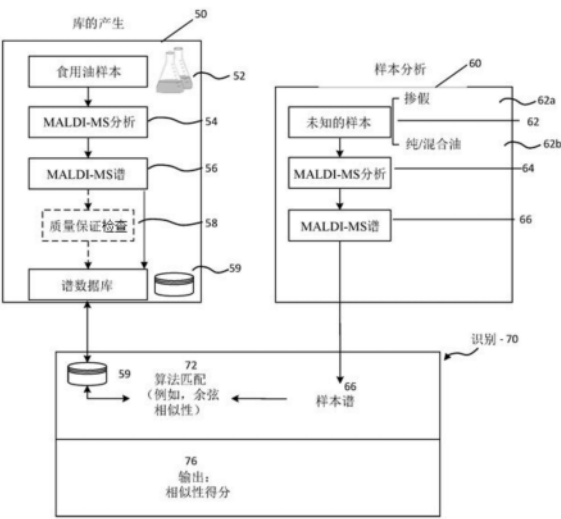 库的产生
50
食用油样本
52
MALDI-MS分析
54
MALDI-MS谱
56
质量保证检查
58
谱数据库
59
样本分析
60
掺假
62a
未知的样本
62
纯/混合油
62b
MALDI-MS分析
64
MALDI-MS谱
66
识别 - 70
59
72
算法匹配
（例如，余弦
相似性）
66
样本谱
76
输出：
相似性得分